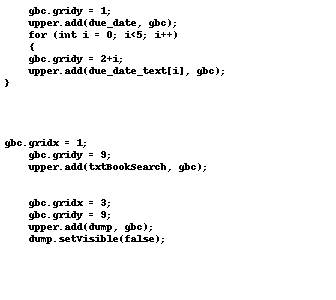 gbc.gridy = 1;
upper.add(due_date, gbc);
for (int i = 0; i<5; i++)
{
gbc.gridy = 2+i;
upper.add(due_date_text[i], gbc);
}
gbc.gridx = 1;
gbc.gridy = 9;
upper.add(txtBookSearch, gbc);
gbc.gridx = 3;
gbc.gridy = 9;
upper.add(dump, gbc);
dump.setVisible(false);